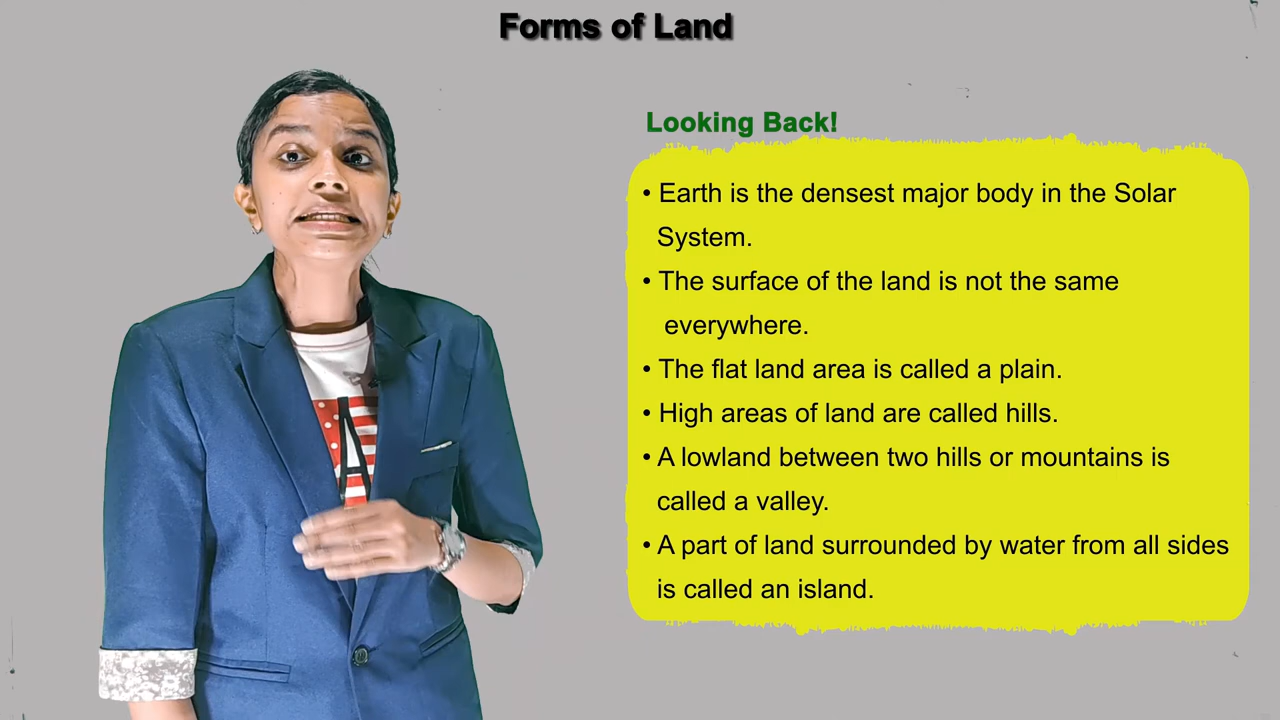 Forms of Land
Looking Back!
• Earth is the densest major body in the Solar
System.
• The surface of the land is not the same
everywhere.
• The flat land area is called a plain.
• High areas of land are called hills.
• A lowland between two hills or mountains is
called a valley.
• A part of land surrounded by water from all sides
is called an island.
A